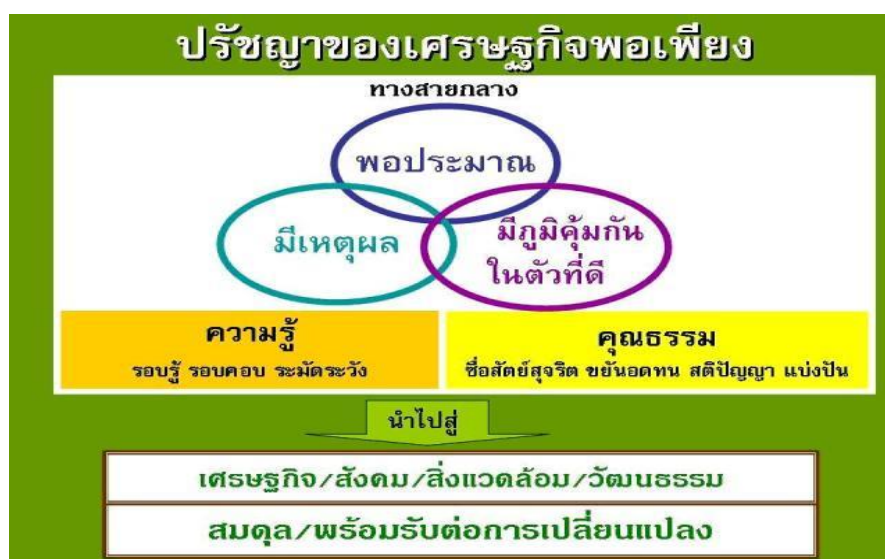 ปรัชญาของเศรษฐกิจพอเพียง
ทางสายกลาง
พอประมาณ
มีเหตุผล
มีภูมิคุ้มกัน
ในตัวที่ดี
ความรู้
รอบรู้ รอบคอบ ระมัดระวัง
คุณธรรม
ซื่อสัตย์สุจริต ขยันอดทน สติปัญญา แบ่งปัน
นำไปสู่
เศรษฐกิจ/สังคม/สิ่งแวดล้อม/วัฒนธรรม
สมดุล/พร้อมรับต่อการเปลี่ยนแปลง